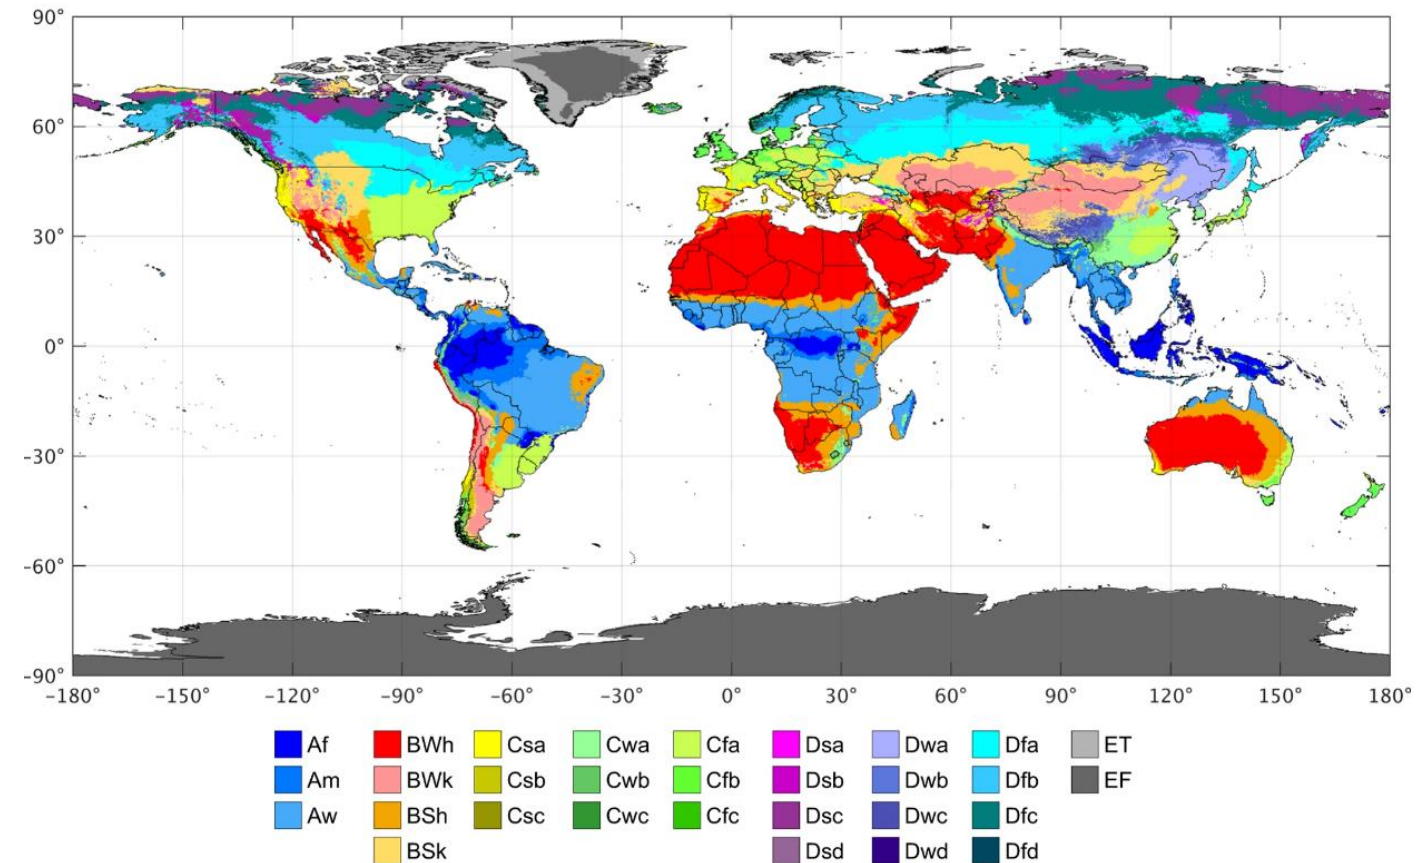 90°
60°
30°
0°
−30°
−60°
−90°
−180° −150° −120° −90° −60° −30° 0° 30° 60° 90° 120° 150° 180°
Af BWh Csa Cwa Cfa Dsa Dwa Dfa ET
Am BWk Csb Cwb Cfb Dsb Dwb Dfb EF
Aw BSh Csc Cwc Cfc Dsc Dwc Dfc
BSk Dsd Dwd Dfd